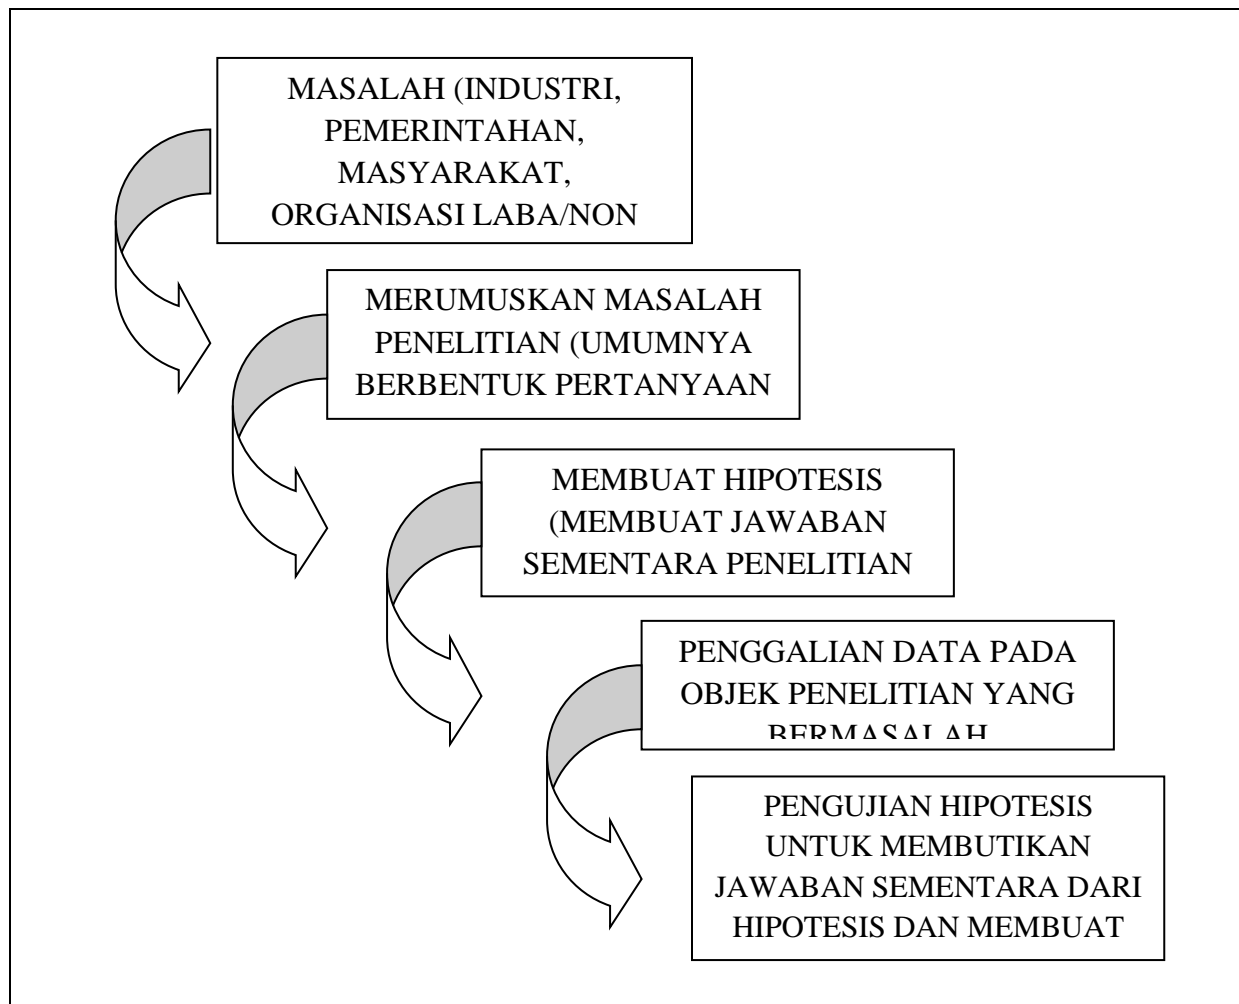 MASALAH (INDUSTRI,
PEMERINTAHAN,
MASYARAKAT,
ORGANISASI LABA/NON
MERUMUSKAN MASALAH
PENELITIAN (UMUMNYA
BERBENTUK PERTANYAAN
MEMBUAT HIPOTESIS
(MEMBUAT JAWABAN
SEMENTARA PENELITIAN
PENGGALIAN DATA PADA
OBJEK PENELITIAN YANG
BERMASALAH
PENGUJIAN HIPOTESIS
UNTUK MEMBUTIKAN
JAWABAN SEMENTARA DARI
HIPOTESIS DAN MEMBUAT